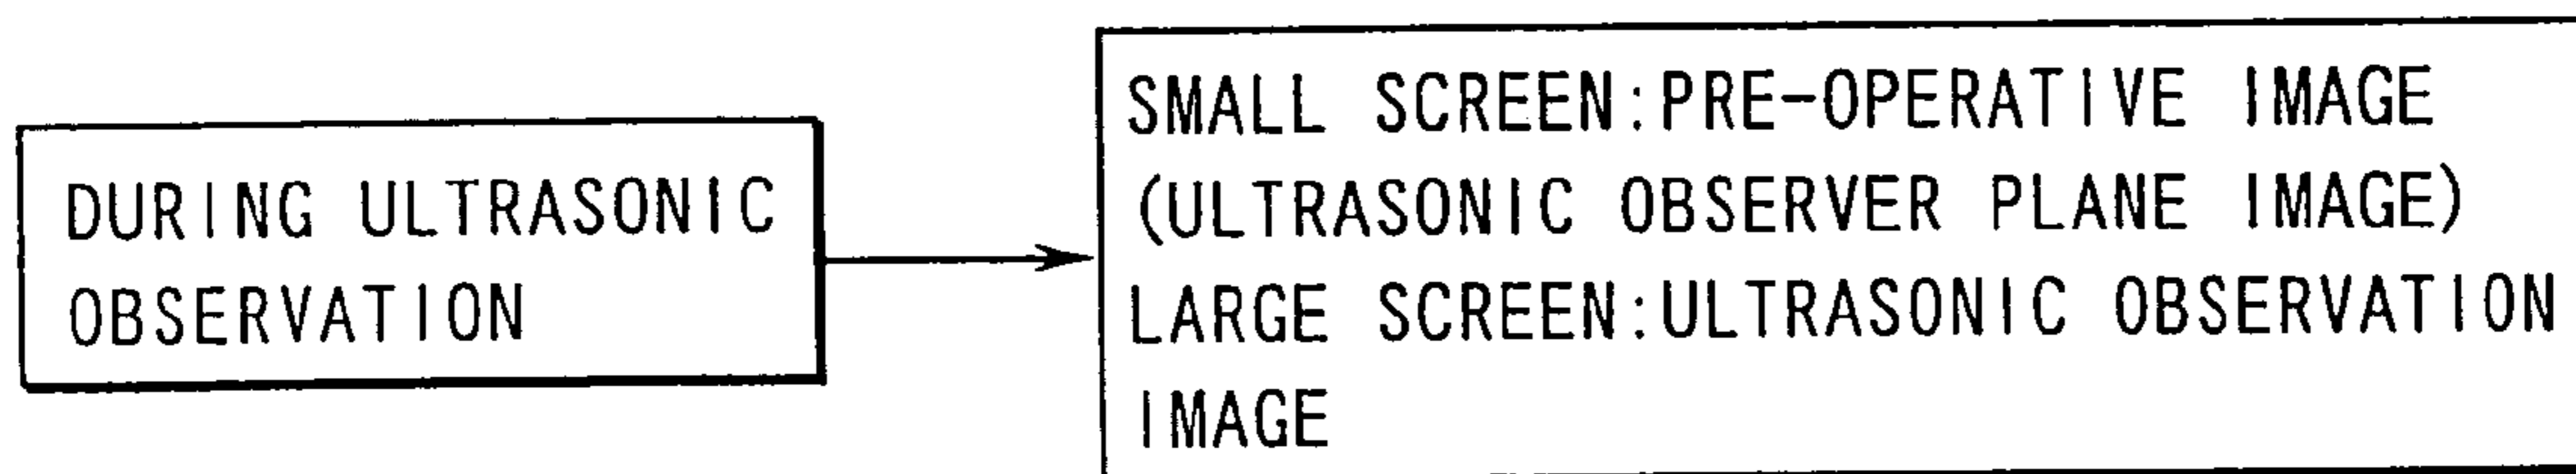 DURING ULTRASONIC
OBSERVATION
SMALL SCREEN:PRE-OPERATIVE IMAGE
(ULTRASONIC OBSERVER PLANE IMAGE)
LARGE SCREEN:ULTRASONIC OBSERVATION
IMAGE